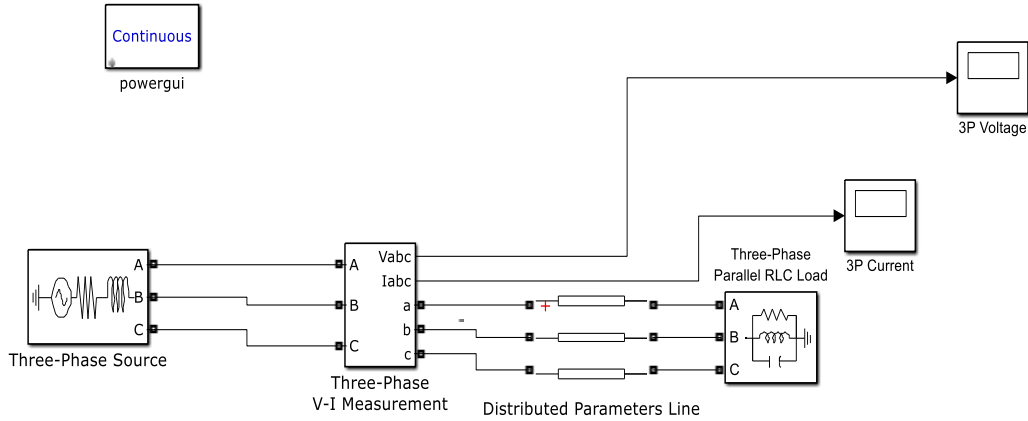 Continuous
powergui
3P Voltage
3P Current
Three-Phase
Parallel RLC Load
A
B
C
Three-Phase Source
A
B
C
Vabc
Iabc
a
b
c
Three-Phase
V-I Measurement
+
-
Distributed Parameters Line
A
B
C